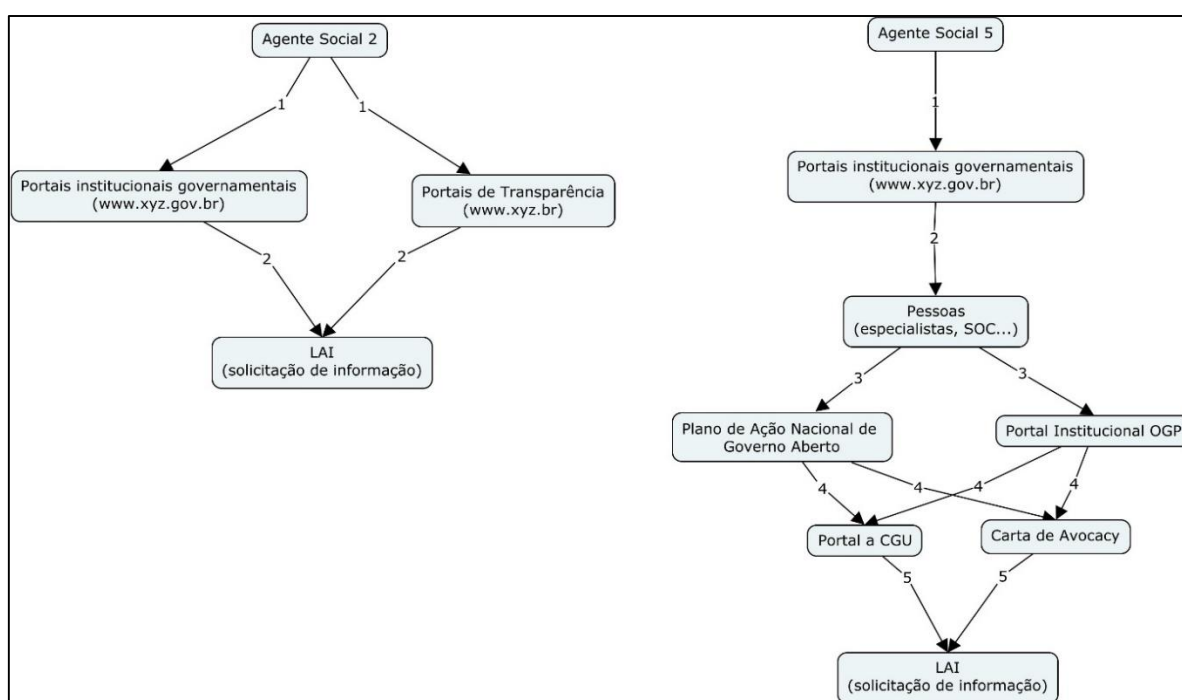 Agente Social 2
1
1
Portais institucionais governamentais
(www.xyz.gov.br)
Portais de Transparência
(www.xyz.br)
2
2
LAI
(solicitação de informação)
Agente Social 5
1
Portais institucionais governamentais
(www.xyz.gov.br)
2
Pessoas
(especialistas, SOC...)
3
3
Plano de Ação Nacional de
Governo Aberto
Portal Institucional OGP
4
4
4
4
Portal a CGU
Carta de Avocacy
5
5
LAI
(solicitação de informação)